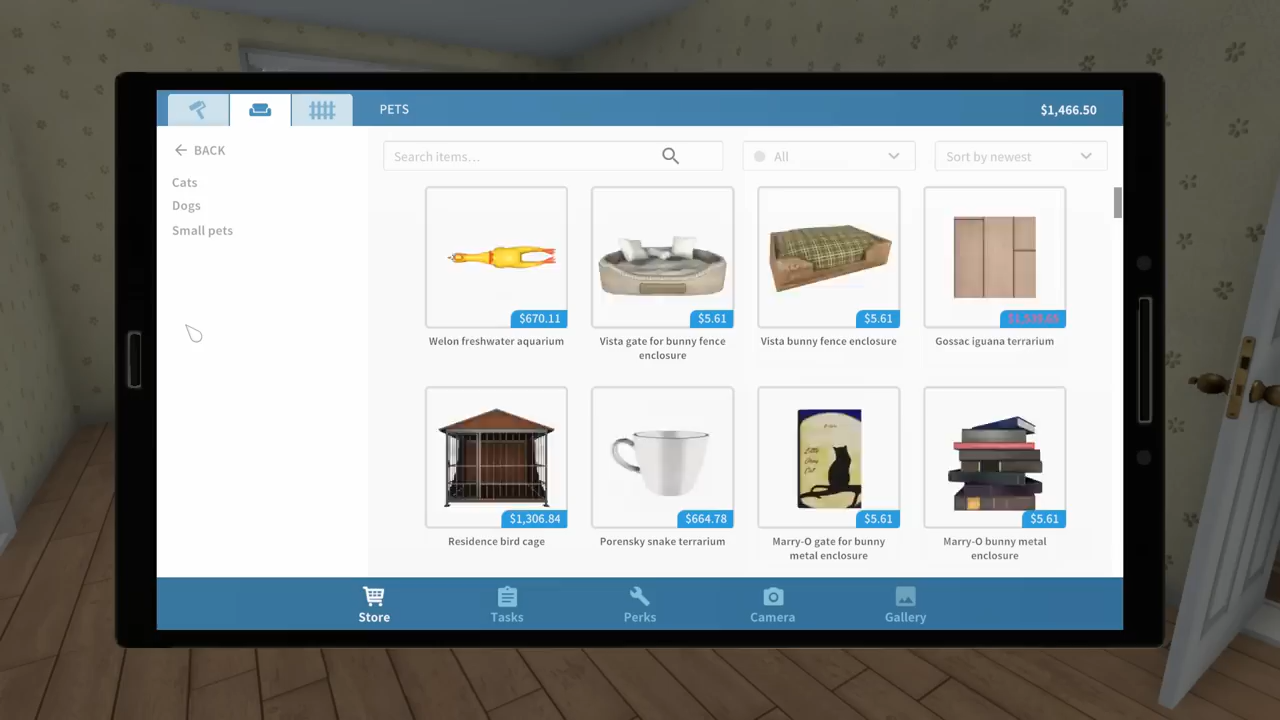 PETS
$1,466.50
BACK
Cats
Dogs
Small pets
Search items...
All
Sort by newest
$670.11
Welon freshwater aquarium
$5.61
Vista gate for bunny fence
enclosure
$5.61
Vista bunny fence enclosure
Gossac iguana terrarium
$1,306.84
Residence bird cage
$664.78
Porensky snake terrarium
Little
Grey
Cat
$5.61
Marry-O gate for bunny
metal enclosure
$5.61
Marry-O bunny metal
enclosure
Store
Tasks
Perks
Camera
Gallery